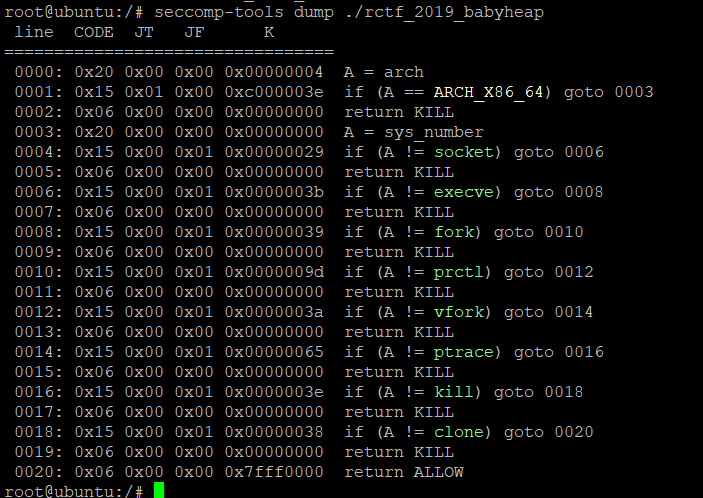 root@ubuntu:/# seccomp-tools dump ./rctf_2019_babyheap
 line  CODE  JT   JF      K
=================================
 0000: 0x20 0x00 0x00 0x00000004  A = arch
 0001: 0x15 0x01 0x00 0xc000003e  if (A == ARCH_X86_64) goto 0003
 0002: 0x06 0x00 0x00 0x00000000  return KILL
 0003: 0x20 0x00 0x00 0x00000000  A = sys_number
 0004: 0x15 0x00 0x01 0x00000029  if (A != socket) goto 0006
 0005: 0x06 0x00 0x00 0x00000000  return KILL
 0006: 0x15 0x00 0x01 0x0000003b  if (A != execve) goto 0008
 0007: 0x06 0x00 0x00 0x00000000  return KILL
 0008: 0x15 0x00 0x01 0x00000039  if (A != fork) goto 0010
 0009: 0x06 0x00 0x00 0x00000000  return KILL
 0010: 0x15 0x00 0x01 0x0000009d  if (A != prctl) goto 0012
 0011: 0x06 0x00 0x00 0x00000000  return KILL
 0012: 0x15 0x00 0x01 0x0000003a  if (A != vfork) goto 0014
 0013: 0x06 0x00 0x00 0x00000000  return KILL
 0014: 0x15 0x00 0x01 0x00000065  if (A != ptrace) goto 0016
 0015: 0x06 0x00 0x00 0x00000000  return KILL
 0016: 0x15 0x00 0x01 0x0000003e  if (A != kill) goto 0018
 0017: 0x06 0x00 0x00 0x00000000  return KILL
 0018: 0x15 0x00 0x01 0x00000038  if (A != clone) goto 0020
 0019: 0x06 0x00 0x00 0x00000000  return KILL
 0020: 0x06 0x00 0x00 0x7fff0000  return ALLOW
root@ubuntu:/#